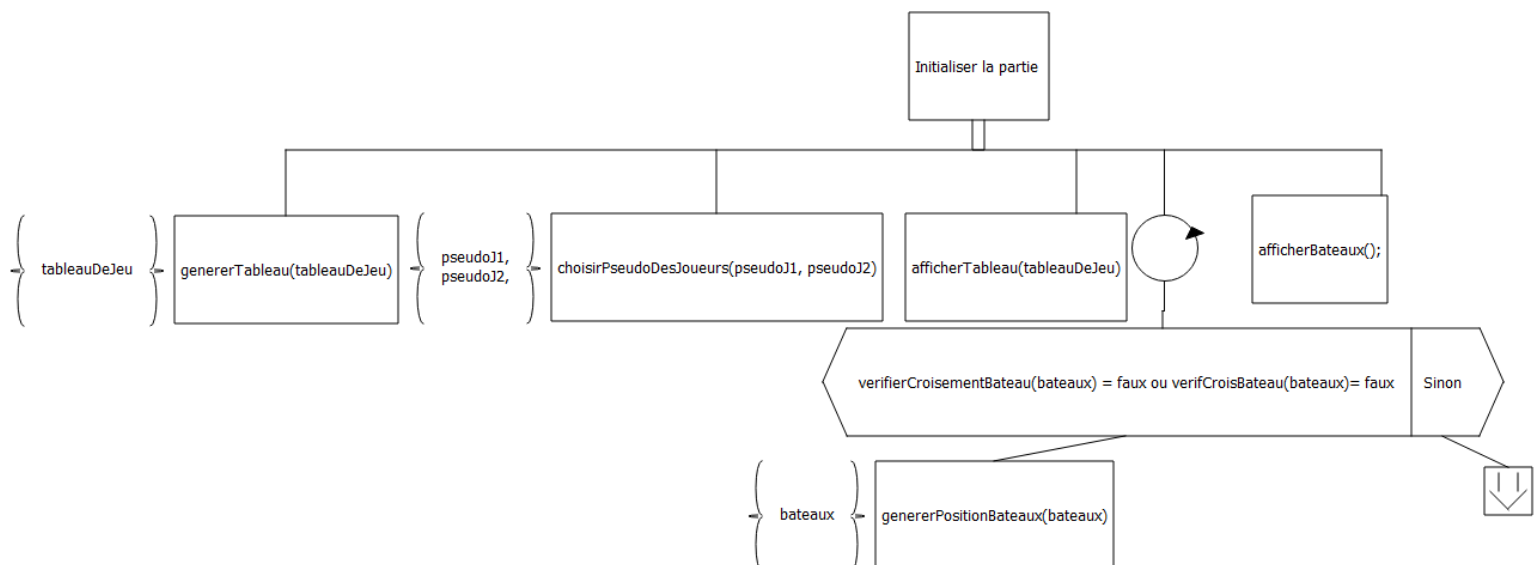 Initialiser la partie
tableauDeJeu
genererTableau(tableauDeJeu)
pseudoJ1,
pseudoJ2,
choisirPseudoDesJoueurs(pseudoJ1, pseudoJ2)
afficherTableau(tableauDeJeu)
afficherBateaux();
verifierCroisementBateau(bateaux) = faux ou verifCroisBateau(bateaux)= faux
Sinon
bateaux
genererPositionBateaux(bateaux)